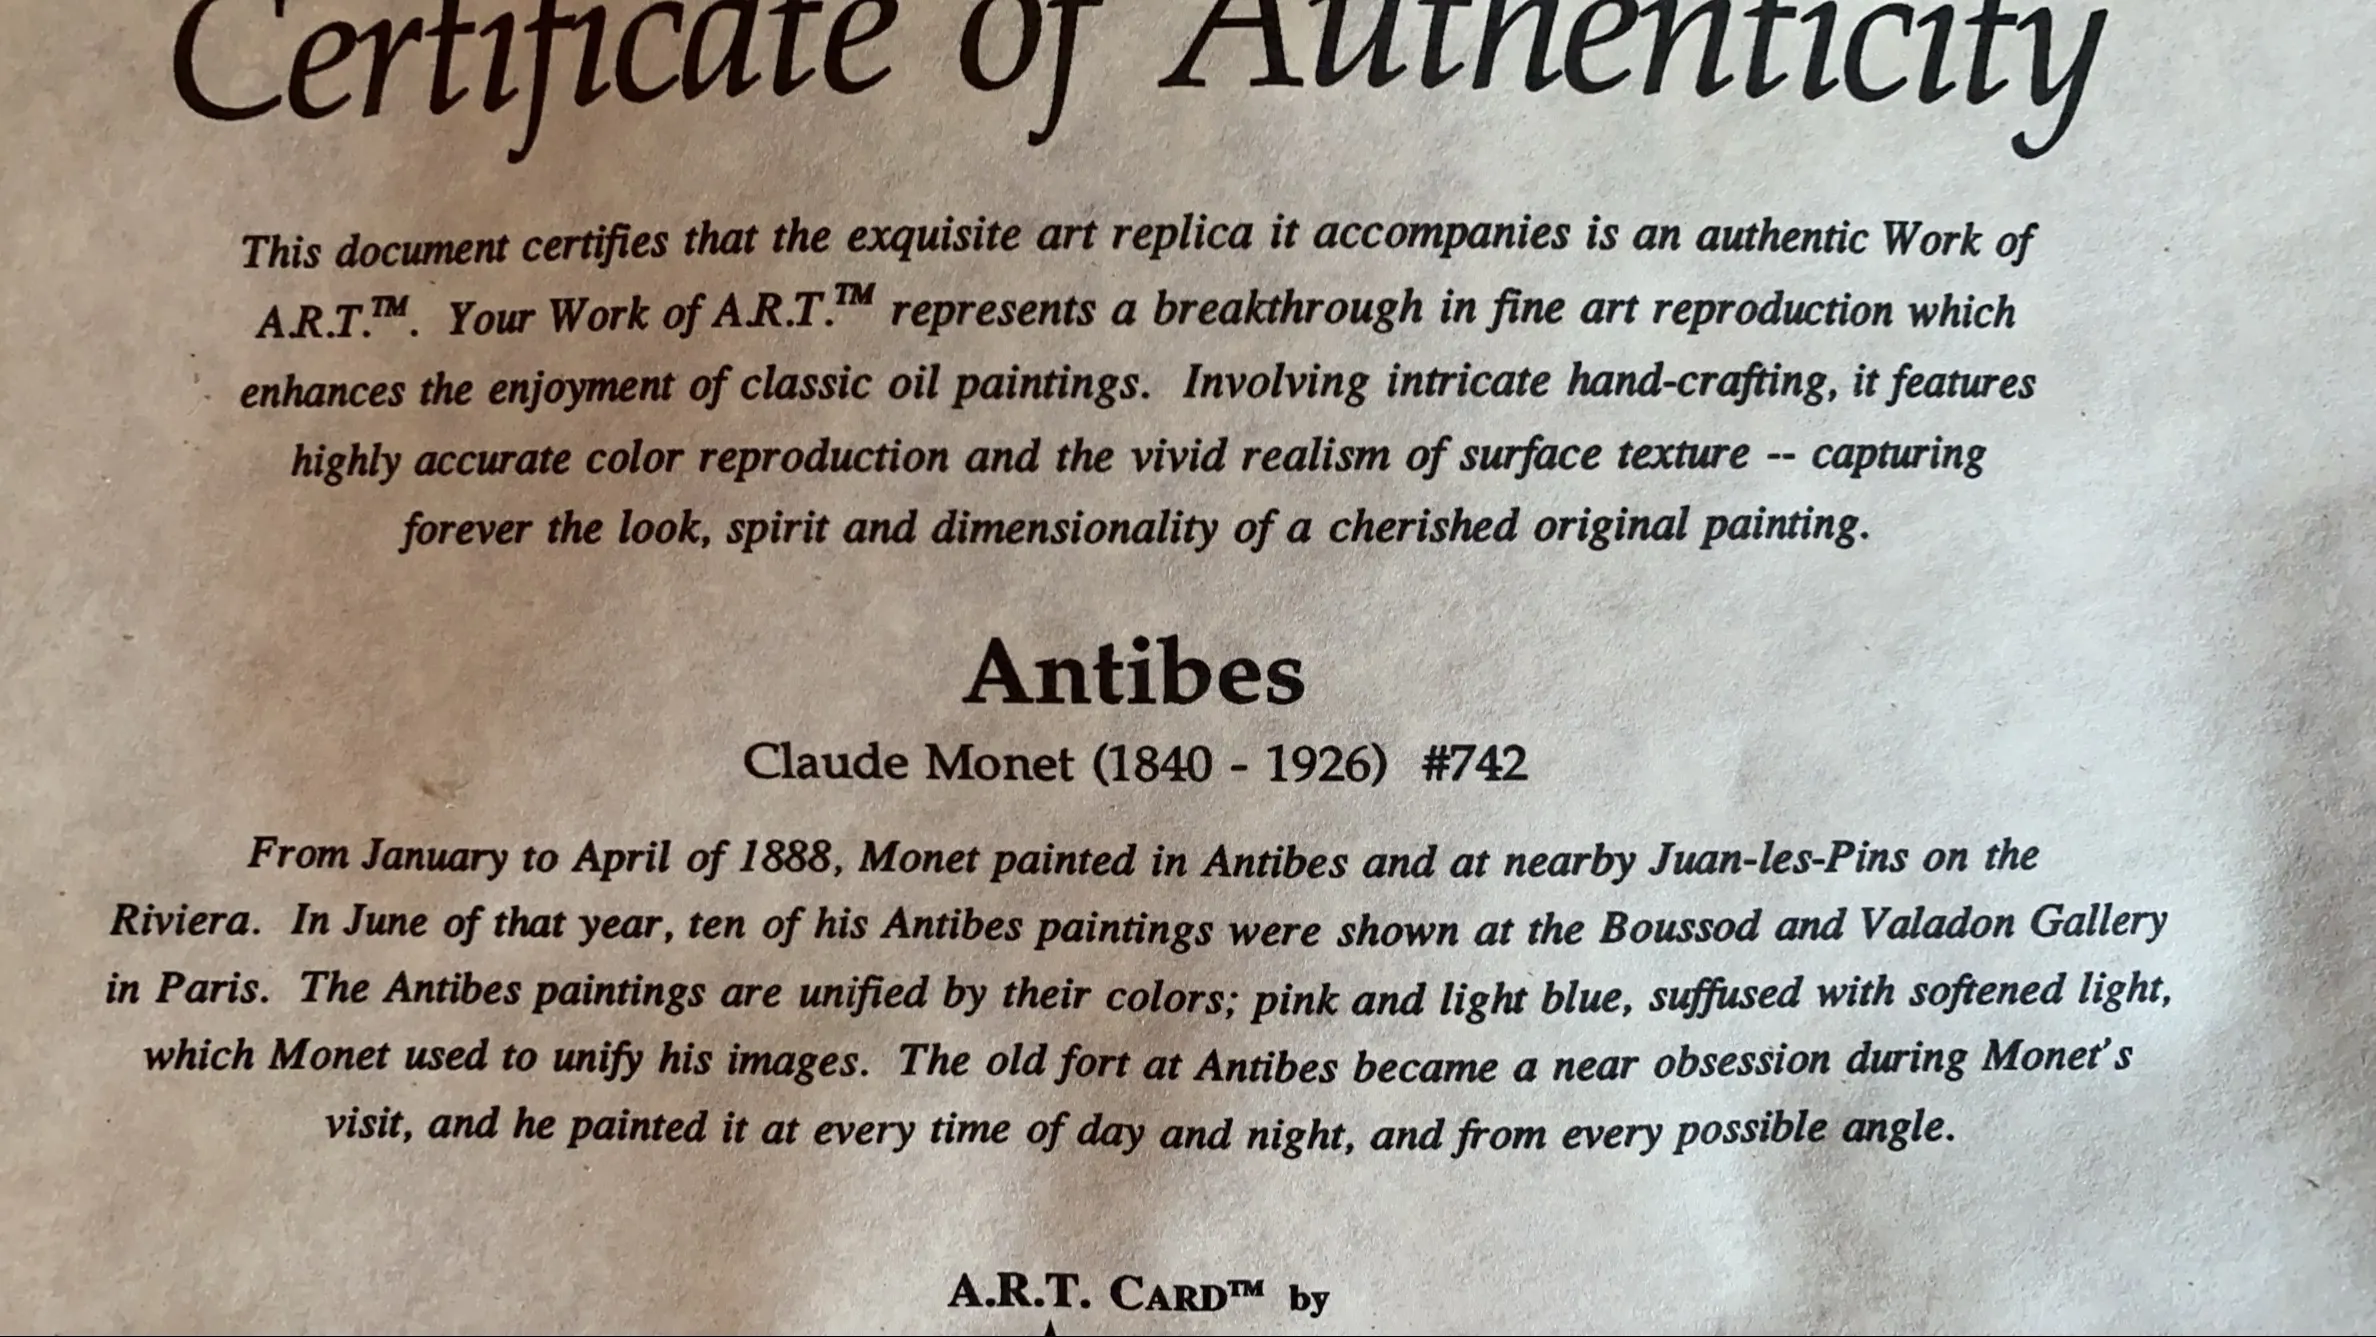 Certificate of Authenticity
This document certifies that the exquisite art replica it accompanies is an authentic Work of
A.R.T.™. Your Work of A.R.T.™ represents a breakthrough in fine art reproduction which
enhances the enjoyment of classic oil paintings. Involving intricate hand-crafting, it features
highly accurate color reproduction and the vivid realism of surface texture -- capturing
forever the look, spirit and dimensionality of a cherished original painting.
Antibes
Claude Monet (1840 - 1926) #742
From January to April of 1888, Monet painted in Antibes and at nearby Juan-les-Pins on the
Riviera. In June of that year, ten of his Antibes paintings were shown at the Boussod and Valadon Gallery
in Paris. The Antibes paintings are unified by their colors; pink and light blue, suffused with softened light,
which Monet used to unify his images. The old fort at Antibes became a near obsession during Monet's
visit, and he painted it at every time of day and night, and from every possible angle.
A.R.T. CARD™ by